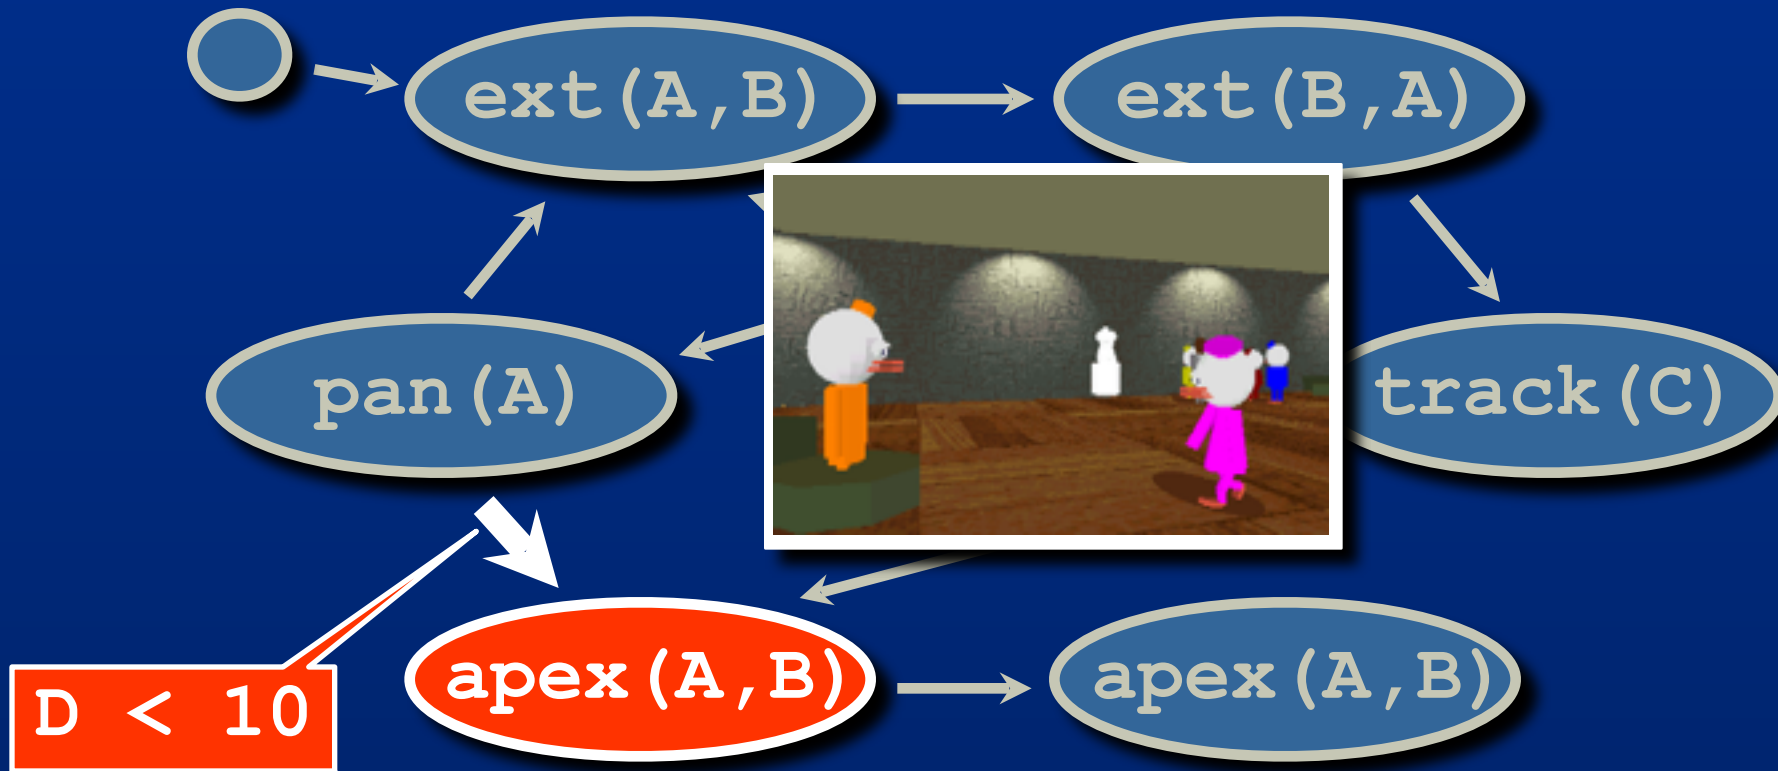 ext(A,B)
ext(B,A)
pan(A)
track(C)
apex(A,B)
apex(A,B)
D < 10